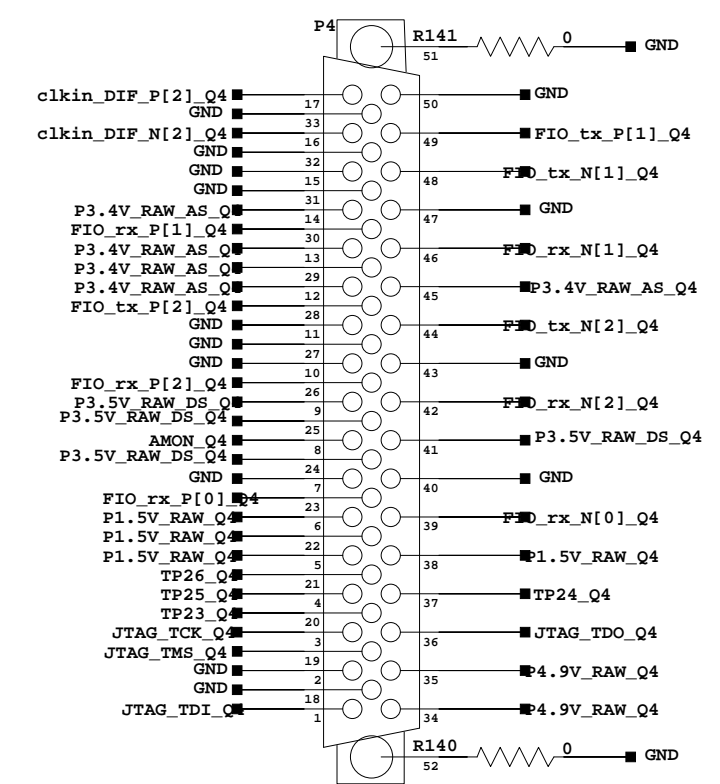 P4
R141 0 GND
51
clkin_DIF_P[2]_Q4 17 50 GND
GND 33
clkin_DIF_N[2]_Q4 16 49 FIO_tx_P[1]_Q4
GND 32
GND 15 48 FIO_tx_N[1]_Q4
GND 31
P3.4V_RAW_AS_Q4 14 47 GND
FIO_rx_P[1]_Q4 30
P3.4V_RAW_AS_Q4 13 46 FIO_rx_N[1]_Q4
P3.4V_RAW_AS_Q4 29
P3.4V_RAW_AS_Q4 12 45 P3.4V_RAW_AS_Q4
FIO_tx_P[2]_Q4 28
GND 11 44 FIO_tx_N[2]_Q4
GND 27
GND 10 43 GND
FIO_rx_P[2]_Q4 26
P3.5V_RAW_DS_Q4 9 42 FIO_rx_N[2]_Q4
P3.5V_RAW_DS_Q4 25
AMON_Q4 8 41 P3.5V_RAW_DS_Q4
P3.5V_RAW_DS_Q4 24
GND 7 40 GND
FIO_rx_P[0]_Q4 23
P1.5V_RAW_Q4 6 39 FIO_rx_N[0]_Q4
P1.5V_RAW_Q4 22
P1.5V_RAW_Q4 5 38 P1.5V_RAW_Q4
TP26_Q4 21
TP25_Q4 4 37 TP24_Q4
TP23_Q4 20
JTAG_TCK_Q4 3 36 JTAG_TDO_Q4
JTAG_TMS_Q4 19
GND 2 35 P4.9V_RAW_Q4
GND 18
JTAG_TDI_Q4 1 34 P4.9V_RAW_Q4
R140 0 GND
52